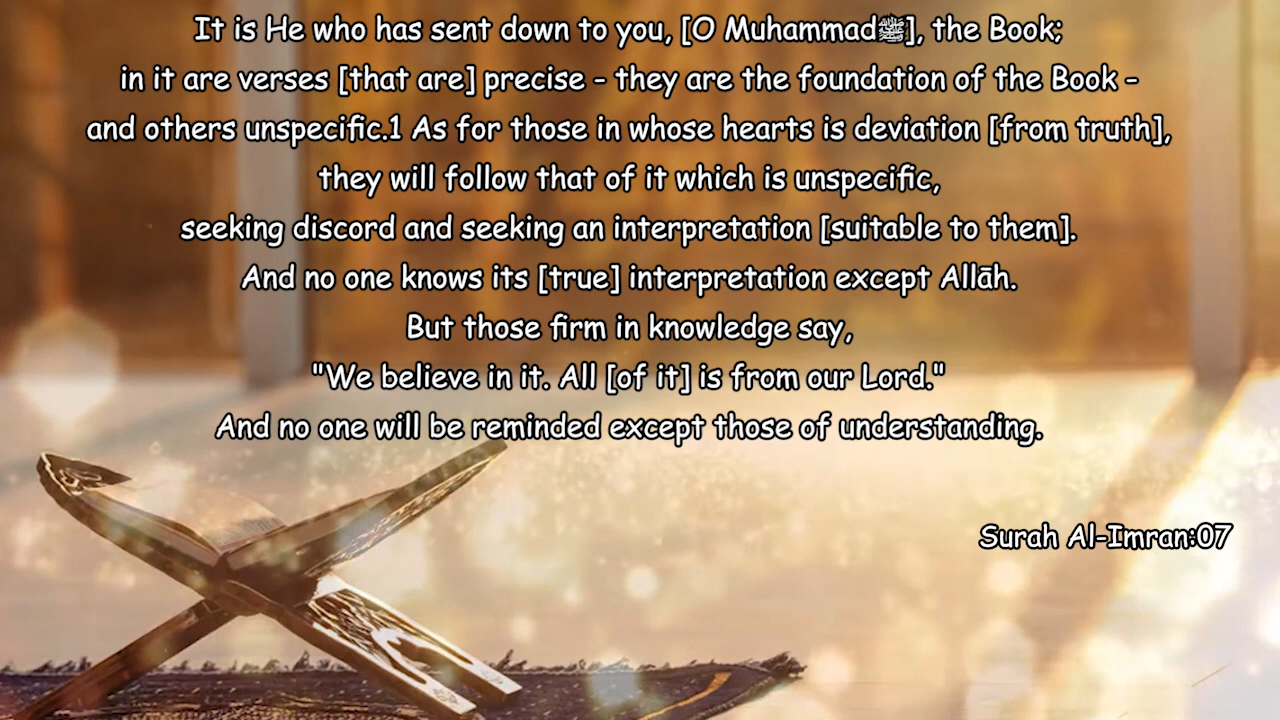 It is He who has sent down to you, [O Muhammadﷺ], the Book;
in it are verses [that are] precise – they are the foundation of the Book –
and others unspecific.1 As for those in whose hearts is deviation [from truth],
they will follow that of it which is unspecific,
seeking discord and seeking an interpretation [suitable to them].
And no one knows its [true] interpretation except Allāh.
But those firm in knowledge say,
"We believe in it. All [of it] is from our Lord."
And no one will be reminded except those of understanding.
Surah Al-Imran:07